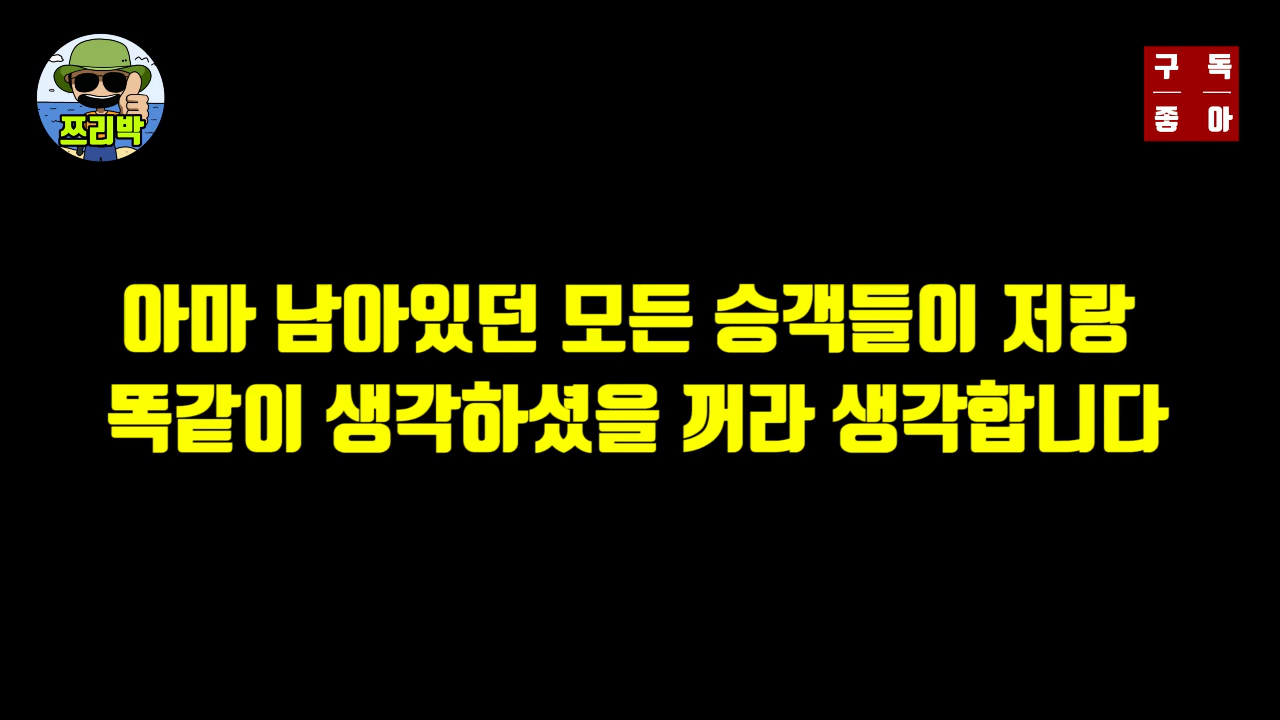 쯔리박
구 독
좋 아
아마 남아있던 모든 승객들이 저랑
똑같이 생각하셨을 꺼라 생각합니다